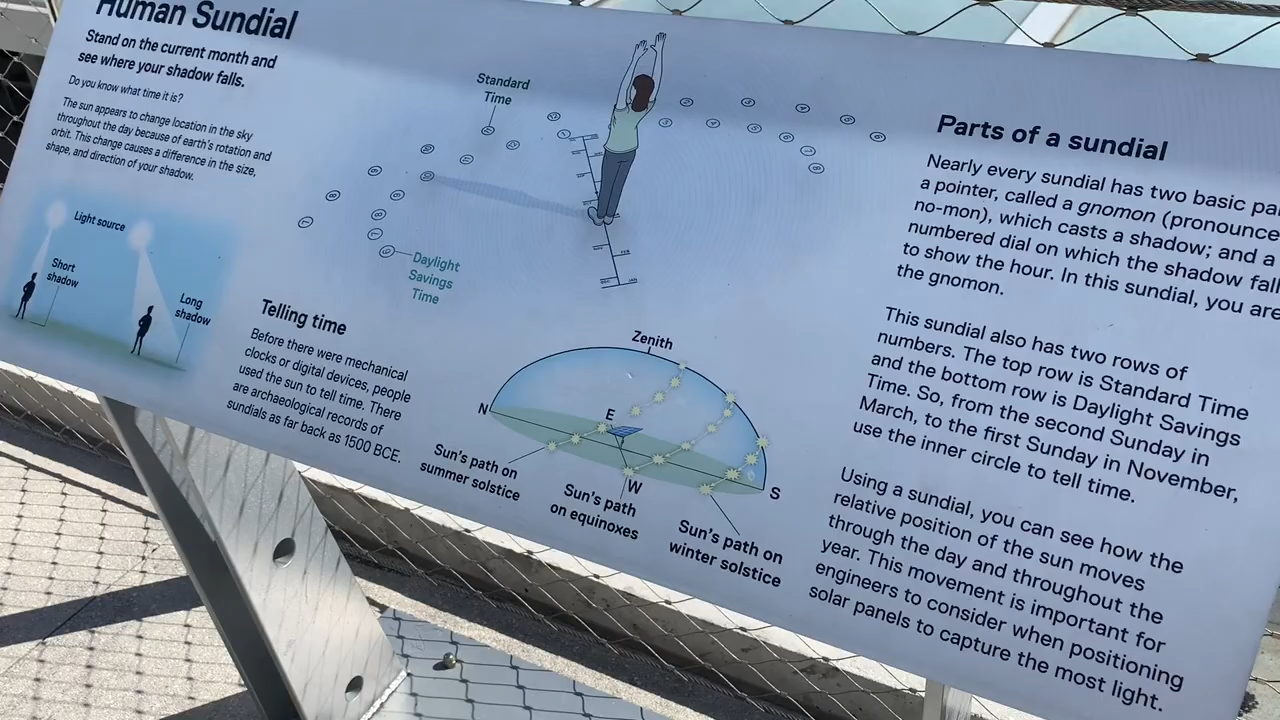 Human Sundial
Stand on the current month and
see where your shadow falls.
Do you know what time it is?
The sun appears to change location in the sky
throughout the day because of earth's rotation and
orbit. This change causes a difference in the size,
shape, and direction of your shadow.
Light source
Short
shadow
Long
shadow
Standard
Time
Daylight
Savings
Time
Telling time
Before there were mechanical
clocks or digital devices, people
used the sun to tell time. There
are archaeological records of
sundials as far back as 1500 BCE.
Zenith
N
E
W
S
Sun's path on
summer solstice
Sun's path
on equinoxes
Sun's path on
winter solstice
Parts of a sundial
Nearly every sundial has two basic
a pointer, called a gnomon (pronounce
no-mon), which casts a shadow; and a
numbered dial on which the shadow
to show the hour. In this sundial, you are
the gnomon.
This sundial also has two rows of
numbers. The top row is Standard Time
and the bottom row is Daylight Savings
Time. So, from the second Sunday in
March, to the first Sunday in November,
use the inner circle to tell time.
Using a sundial, you can see how the
relative position of the sun moves
through the day and throughout the
year. This movement is important for
engineers to consider when positioning
solar panels to capture the most light.